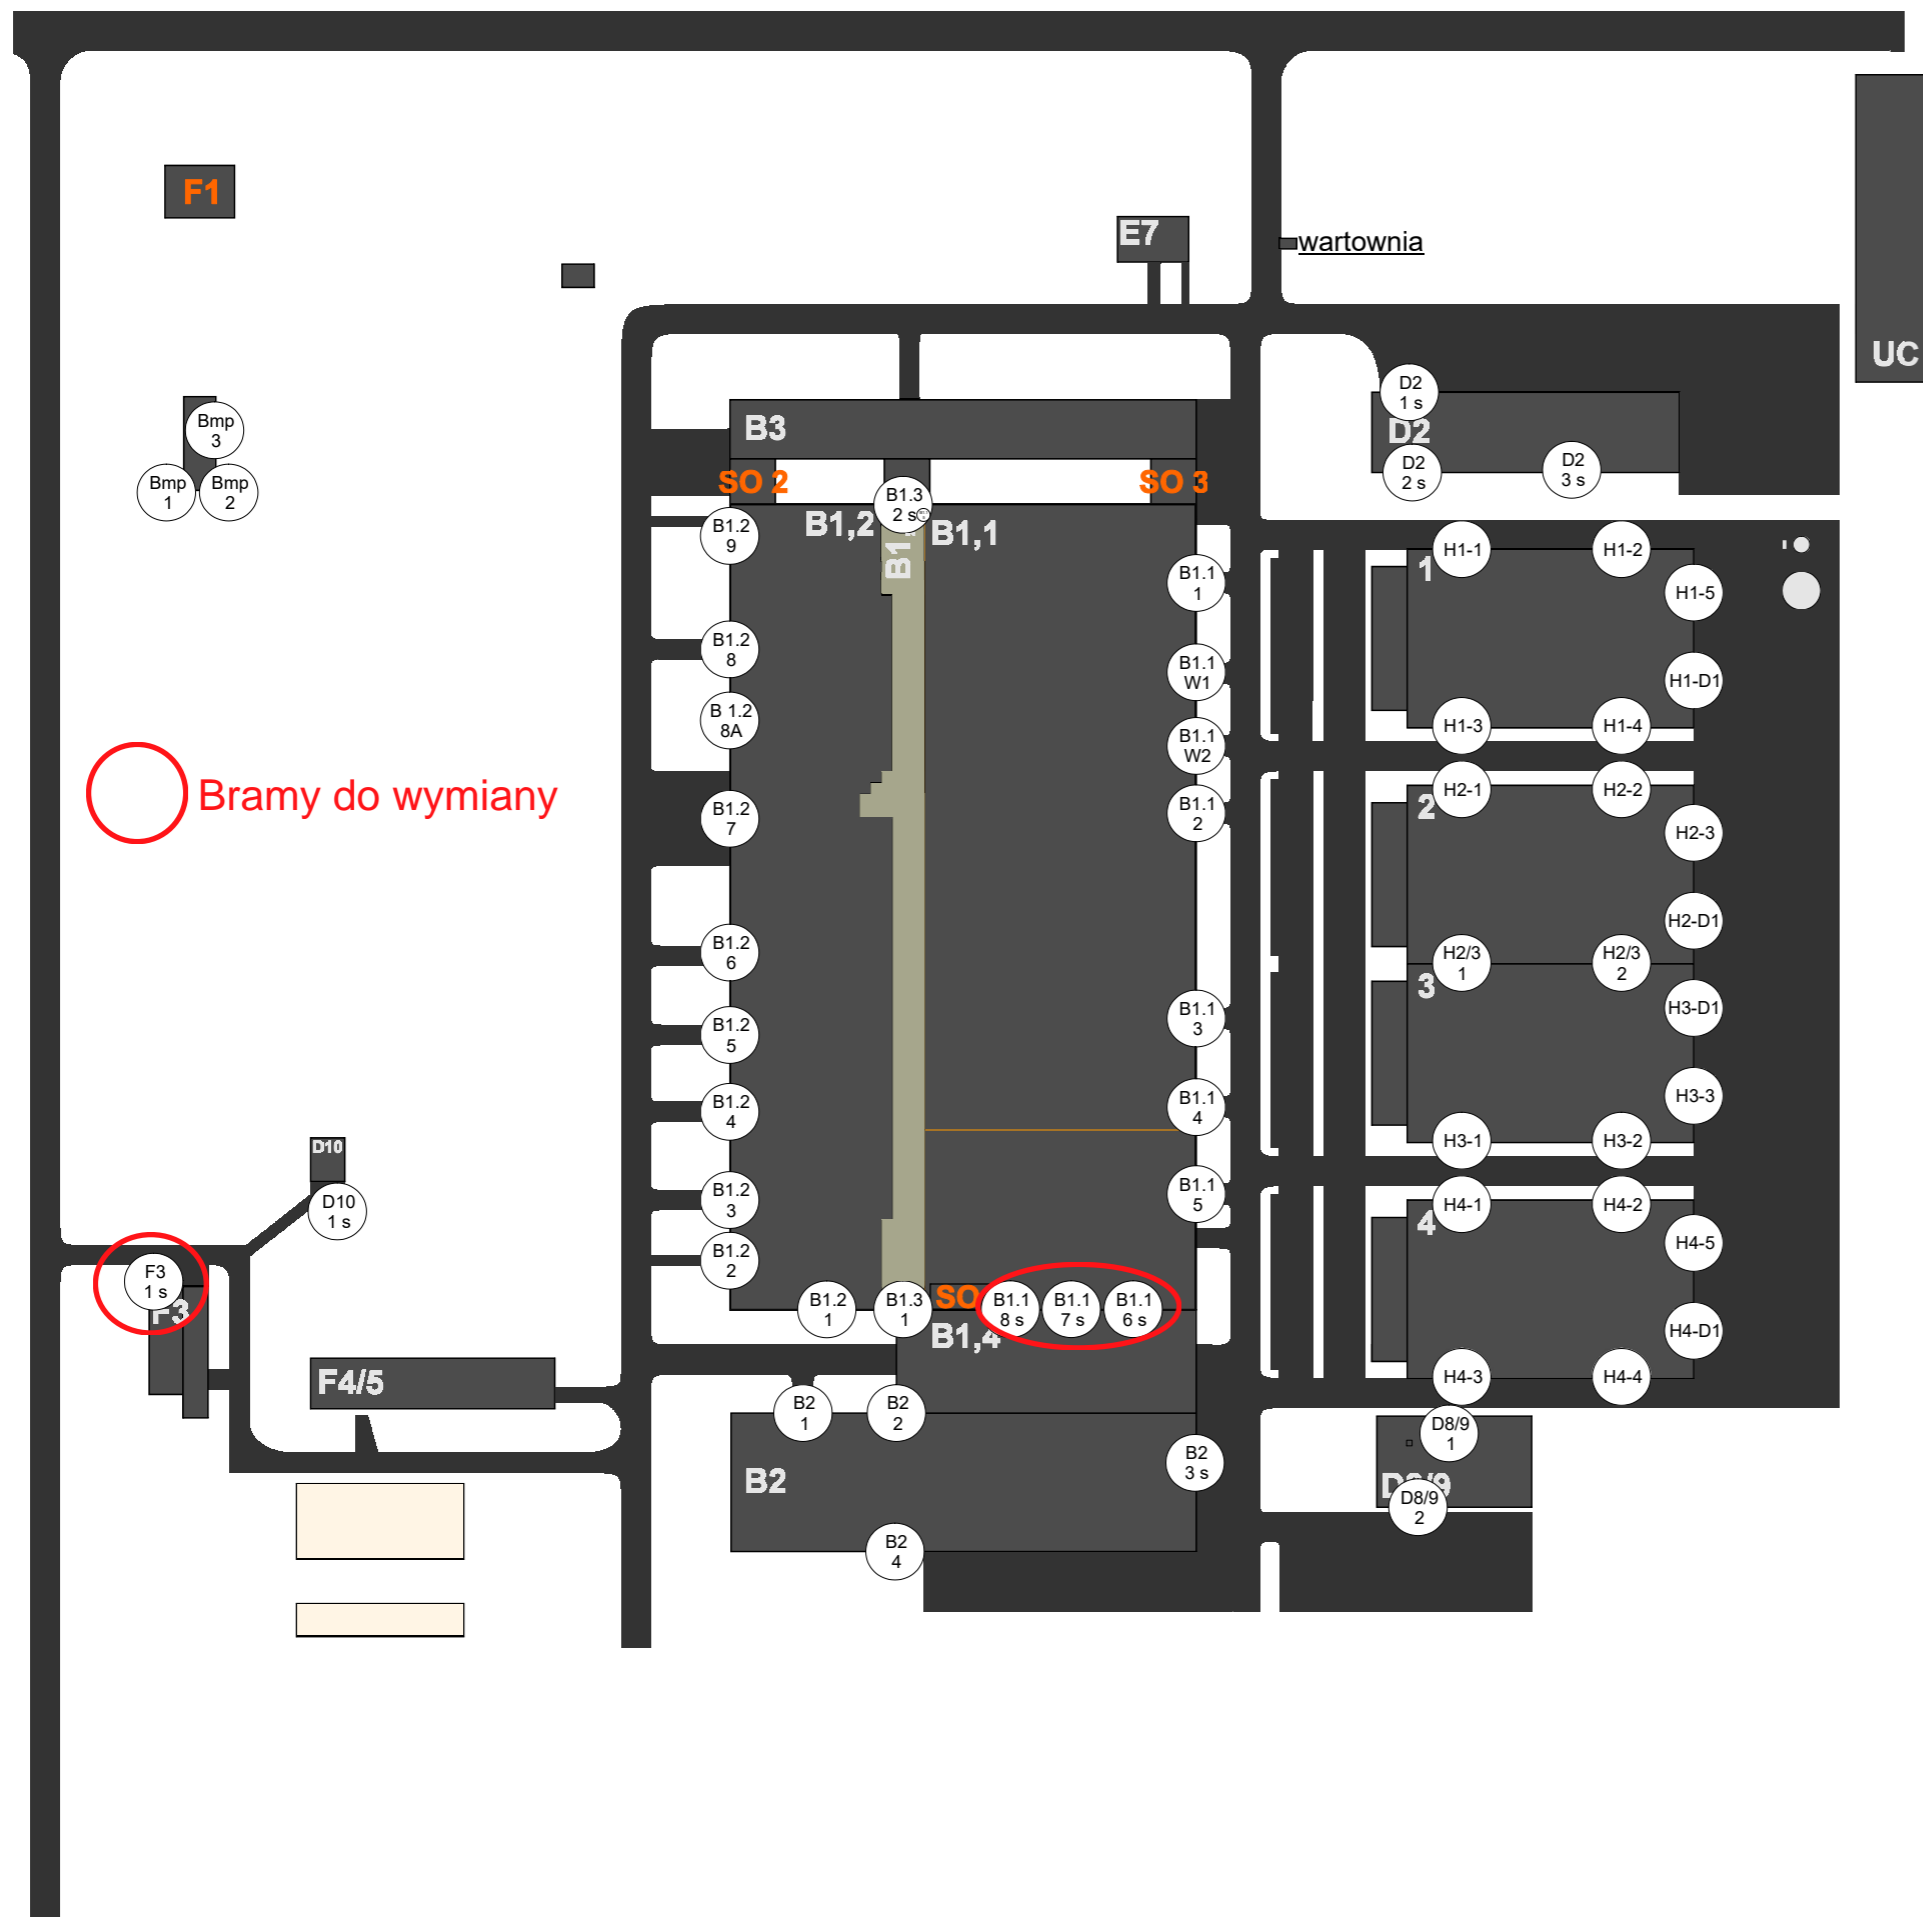 F1
E7
wartownia
UC
Bmp
3
Bmp
1
Bmp
2
B3
SO 2
SO 3
D2
1 s
D2
D2
2 s
D2
3 s
B1.3
2 s
B1,2
B1,1
B1
B1.2
9
B1.2
8
B 1.2
8A
B1.2
7
B1.2
6
B1.2
5
B1.2
4
B1.2
3
B1.2
2
B1.2
1
B1.3
1
B1.1
1
B1.1
W1
B1.1
W2
B1.1
2
B1.1
3
B1.1
4
B1.1
5
SO
B1.1
8 s
B1.1
7 s
B1.1
6 s
B1,4
Bramy do wymiany
H1-1
H1-2
1
H1-5
H1-D1
H1-3
H1-4
H2-1
H2-2
2
H2-3
H2-D1
H2/3
1
H2/3
2
3
H3-D1
H3-3
H3-1
H3-2
H4-1
H4-2
4
H4-5
H4-D1
H4-3
H4-4
D10
D10
1 s
F3
1 s
F3
F4/5
B2
1
B2
2
B2
B2
3 s
B2
4
D8/9
1
D8/9
D8/9
2